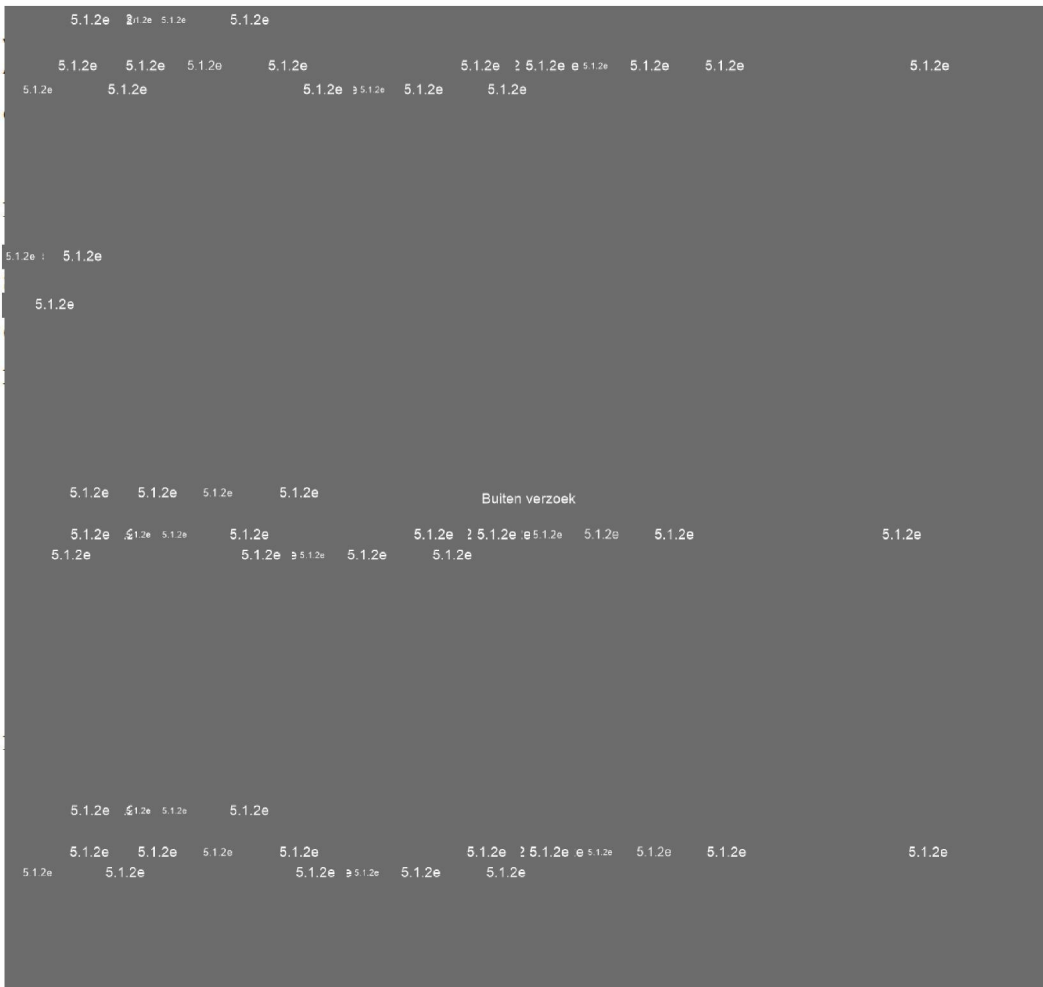 5.1.2e 5.1.2e 5.1.2e
5.1.2e 5.1.2e 5.1.2e 5.1.2e 5.1.2e 5.1.2e 5.1.2e 5.1.2e 5.1.2e 5.1.2e
5.1.2e 5.1.2e 5.1.2e 5.1.2e 5.1.2e 5.1.2e
5.1.2e 5.1.2e
5.1.2e
5.1.2e 5.1.2e 5.1.2e 5.1.2e
Buiten verzoek
5.1.2e 5.1.2e 5.1.2e 5.1.2e 5.1.2e 5.1.2e 5.1.2e 5.1.2e 5.1.2e
5.1.2e 5.1.2e 5.1.2e 5.1.2e 5.1.2e
5.1.2e 5.1.2e 5.1.2e
5.1.2e 5.1.2e 5.1.2e 5.1.2e 5.1.2e 5.1.2e 5.1.2e 5.1.2e 5.1.2e 5.1.2e
5.1.2e 5.1.2e 5.1.2e 5.1.2e 5.1.2e 5.1.2e